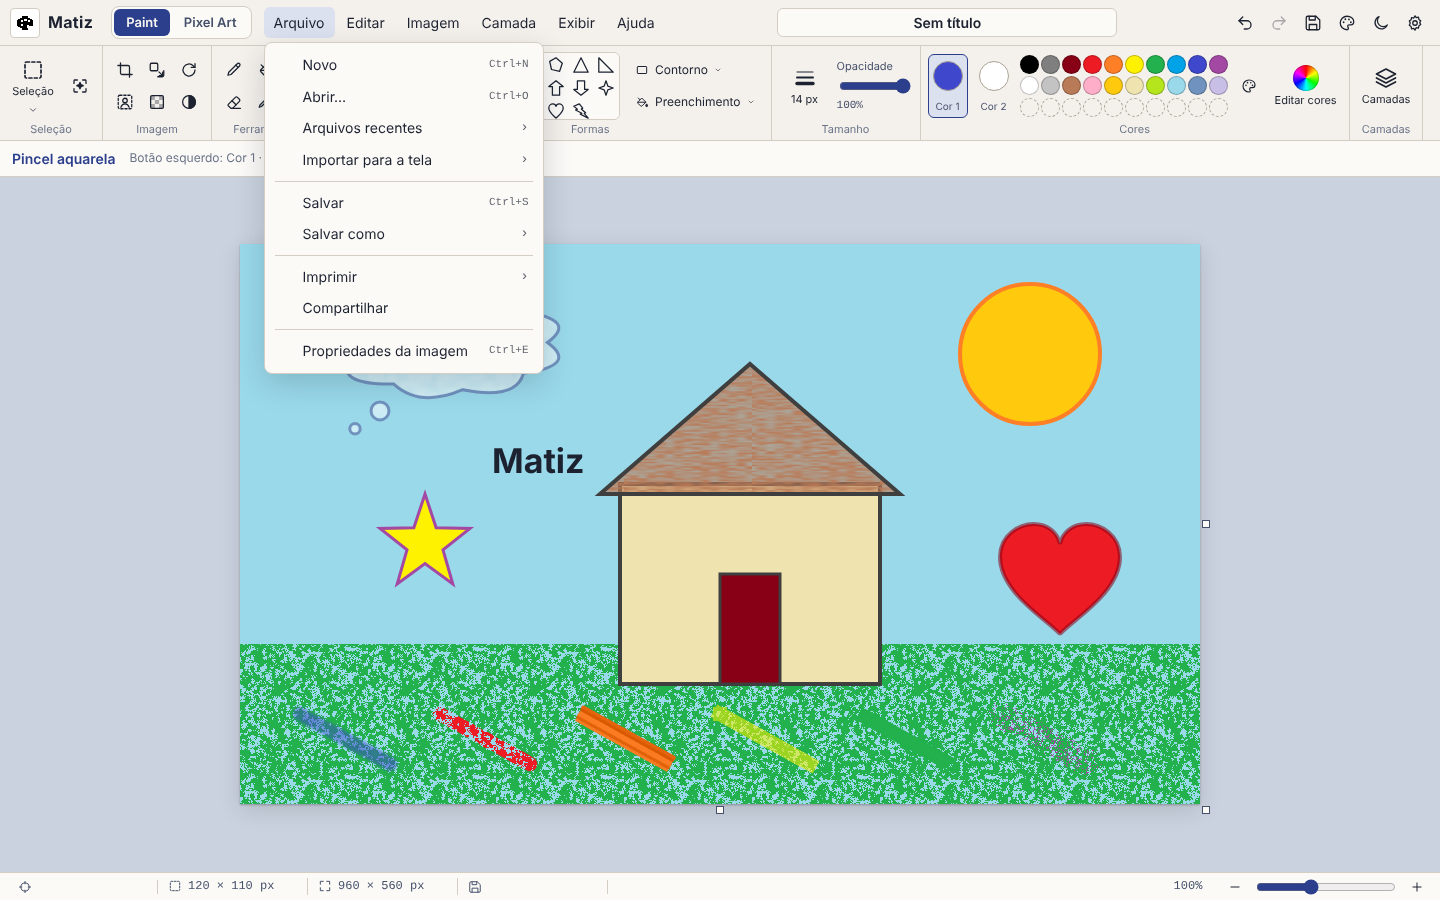 Matiz
Paint
Pixel Art
Arquivo
Editar
Imagem
Camada
Exibir
Ajuda
Sem título
Novo Ctrl+N
Abrir... Ctrl+O
Arquivos recentes
Importar para a tela
Salvar Ctrl+S
Salvar como
Imprimir
Compartilhar
Propriedades da imagem Ctrl+E
Seleção
Seleção
Imagem
Contorno
Preenchimento
Formas
14 px
Opacidade
100%
Tamanho
Cor 1
Cor 2
Editar cores
Cores
Camadas
Camadas
Pincel aquarela
Botão esquerdo: Cor 1 ·
Matiz
120 × 110 px
960 × 560 px
100%